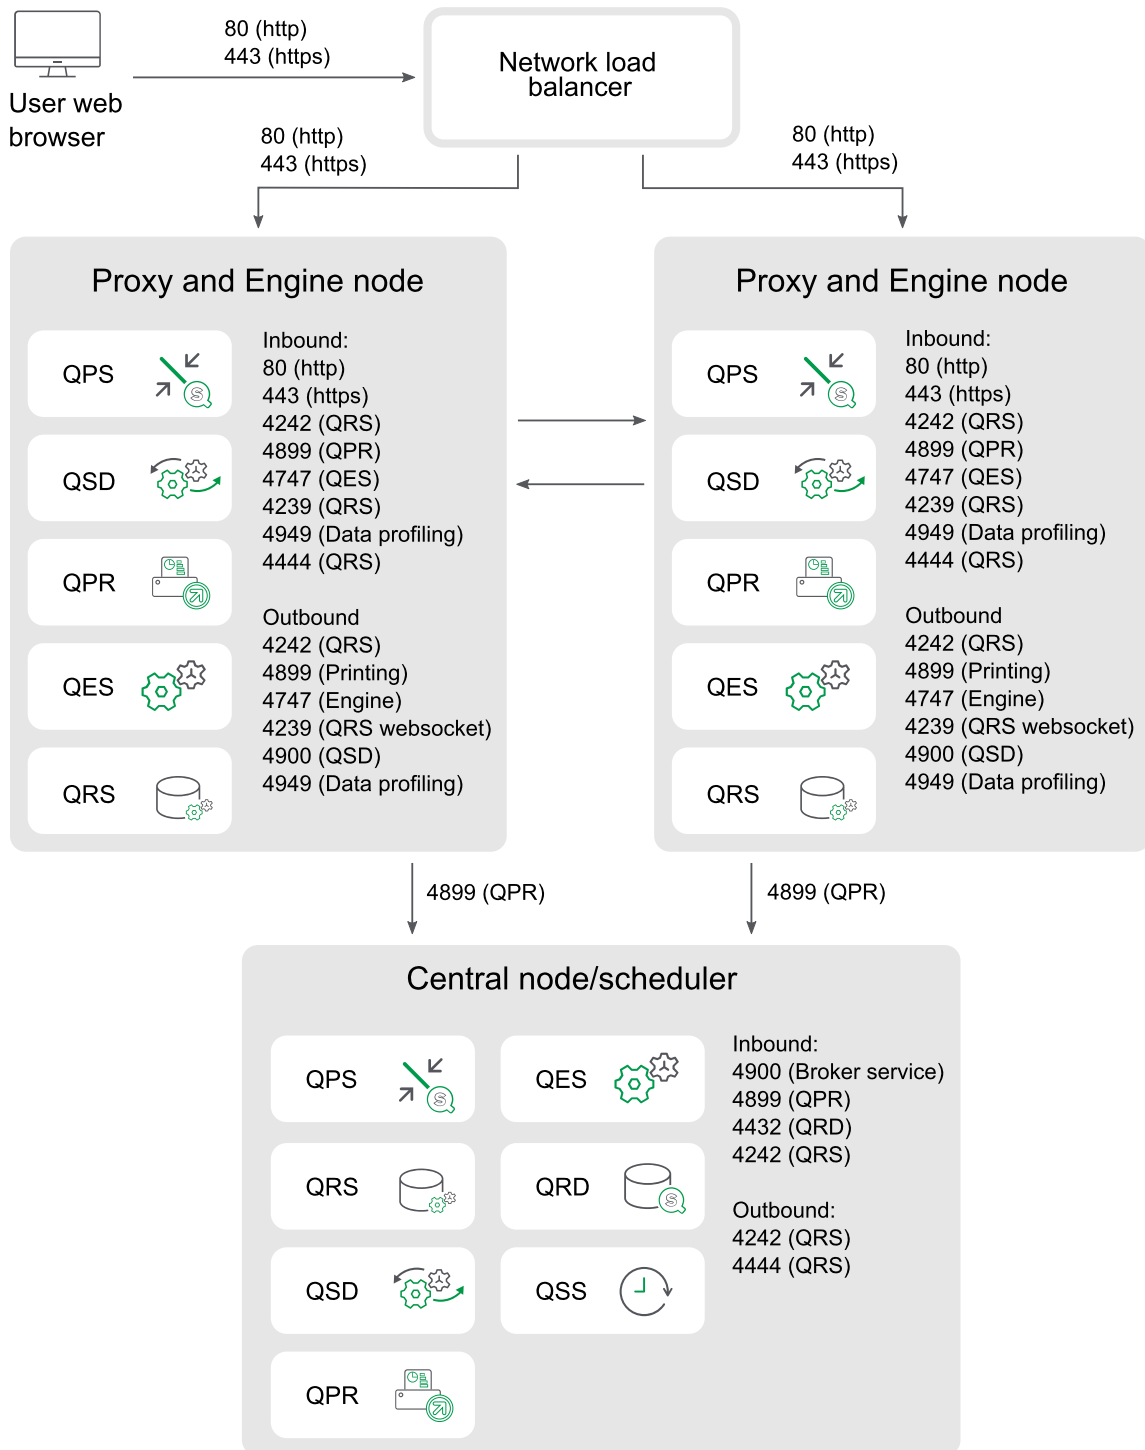 80 (http)
443 (https)
User web
browser
Network load
balancer
80 (http)
443 (https)
80 (http)
443 (https)
Proxy and Engine node
QPS
QSD
QPR
QES
QRS
Inbound:
80 (http)
443 (https)
4242 (QRS)
4899 (QPR)
4747 (QES)
4239 (QRS)
4949 (Data profiling)
4444 (QRS)
Outbound
4242 (QRS)
4899 (Printing)
4747 (Engine)
4239 (QRS websocket)
4900 (QSD)
4949 (Data profiling)
Proxy and Engine node
QPS
QSD
QPR
QES
QRS
Inbound:
80 (http)
443 (https)
4242 (QRS)
4899 (QPR)
4747 (QES)
4239 (QRS)
4949 (Data profiling)
4444 (QRS)
Outbound
4242 (QRS)
4899 (Printing)
4747 (Engine)
4239 (QRS websocket)
4900 (QSD)
4949 (Data profiling)
4899 (QPR)
4899 (QPR)
Central node/scheduler
QPS
QRS
QSD
QPR
QES
QRD
QSS
Inbound:
4900 (Broker service)
4899 (QPR)
4432 (QRD)
4242 (QRS)
Outbound:
4242 (QRS)
4444 (QRS)